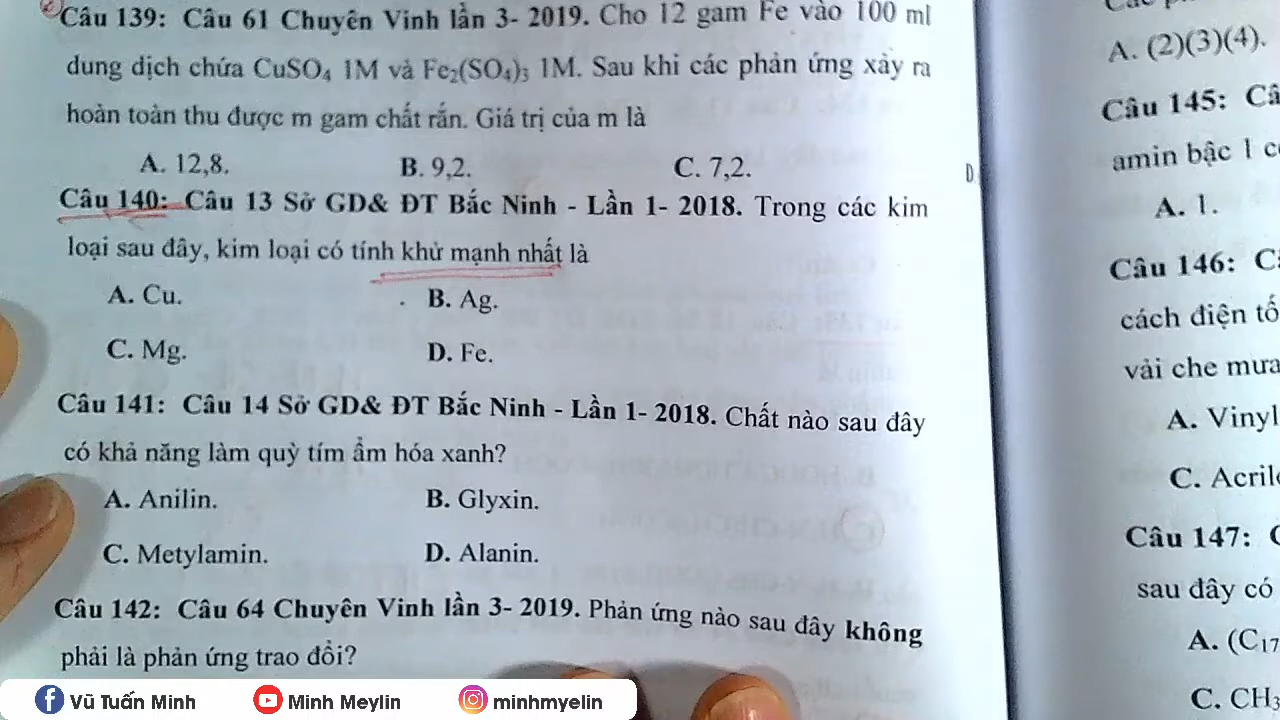 Câu 139: Câu 61 Chuyên Vinh lần 3- 2019. Cho 12 gam Fe vào 100 ml
dung dịch chứa CuSO₄ 1M và Fe₂(SO₄)₃ 1M. Sau khi các phản ứng xảy ra
hoàn toàn thu được m gam chất rắn. Giá trị của m là
A. 12,8. B. 9,2. C. 7,2. D
Câu 140: Câu 13 Sở GD& ĐT Bắc Ninh - Lần 1- 2018. Trong các kim
loại sau đây, kim loại có tính khử mạnh nhất là
A. Cu. B. Ag.
C. Mg. D. Fe.
Câu 141: Câu 14 Sở GD& ĐT Bắc Ninh - Lần 1- 2018. Chất nào sau đây
có khả năng làm quỳ tím ẩm hóa xanh?
A. Anilin. B. Glyxin.
C. Metylamin. D. Alanin.
Câu 142: Câu 64 Chuyên Vinh lần 3- 2019. Phản ứng nào sau đây không
phải là phản ứng trao đổi?
A. (2)(3)(4).
Câu 145: Câ
amin bậc 1 c
A. 1.
Câu 146: C
cách điện tố
vải che mưa
A. Vinyl
C. Acril
Câu 147:
sau đây có
A. (C₁₇
C. CH₃
Vũ Tuấn Minh Minh Meylin minhmyelin